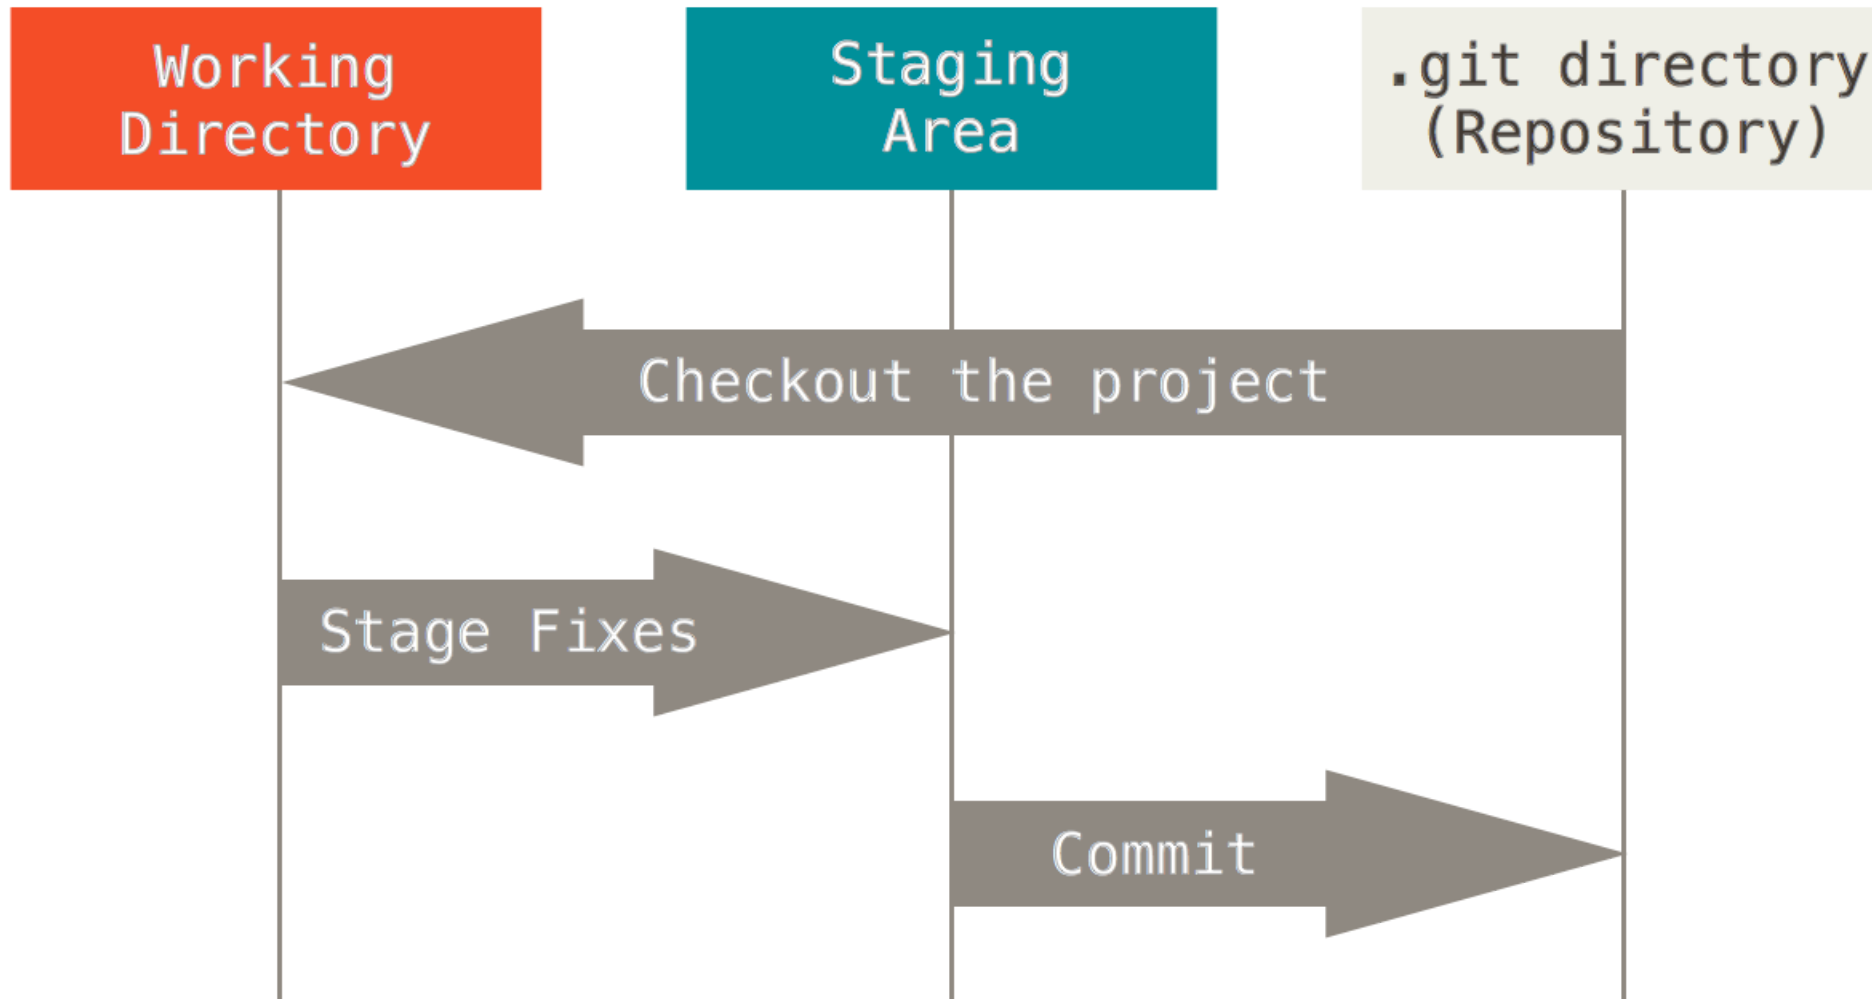 Working
Directory
Staging
Area
.git directory
(Repository)
Checkout the project
Stage Fixes
Commit